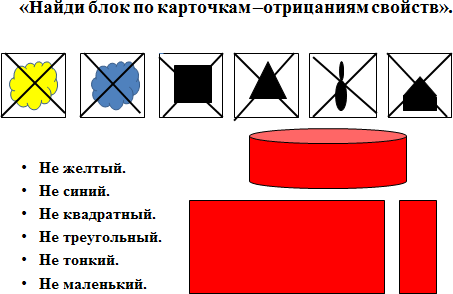 «Найди блок по карточкам –отрицаниям свойств».
• Не желтый.
• Не синий.
• Не квадратный.
• Не треугольный.
• Не тонкий.
• Не маленький.